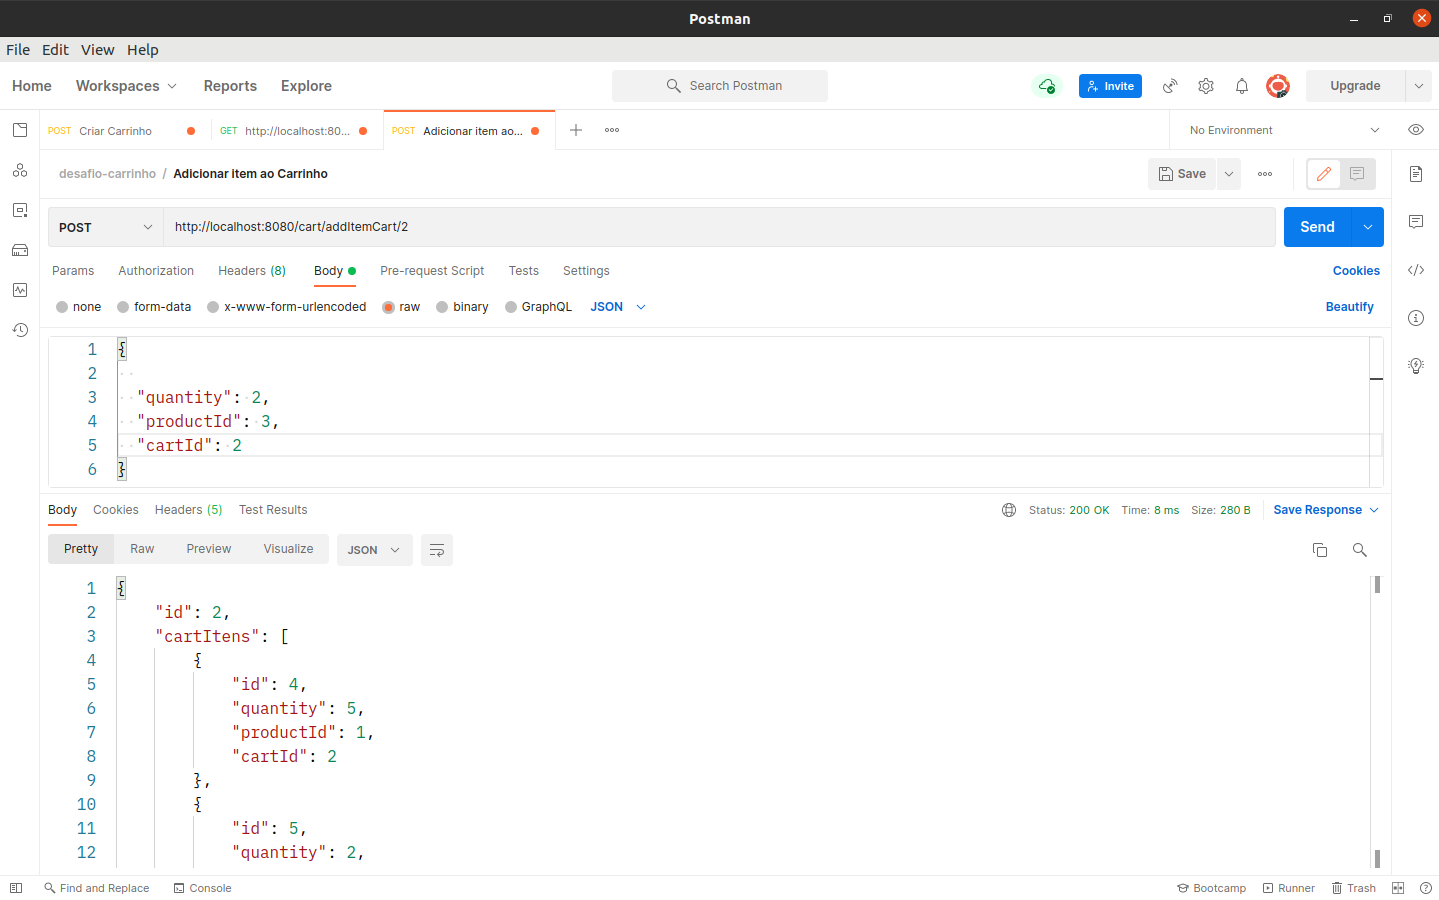 Postman
File Edit View Help
Home Workspaces Reports Explore Search Postman Invite Upgrade
POST Criar Carrinho GET http://localhost:80... POST Adicionar item ao... No Environment
desafio-carrinho / Adicionar item ao Carrinho Save
POST http://localhost:8080/cart/addItemCart/2 Send
Params Authorization Headers (8) Body Pre-request Script Tests Settings Cookies
none form-data x-www-form-urlencoded raw binary GraphQL JSON Beautify
1 {
2
3 "quantity": 2,
4 "productId": 3,
5 "cartId": 2
6 }
Body Cookies Headers (5) Test Results Status: 200 OK Time: 8 ms Size: 280 B Save Response
Pretty Raw Preview Visualize JSON
1 {
2 "id": 2,
3 "cartItens": [
4 {
5 "id": 4,
6 "quantity": 5,
7 "productId": 1,
8 "cartId": 2
9 },
10 {
11 "id": 5,
12 "quantity": 2,
Find and Replace Console Bootcamp Runner Trash